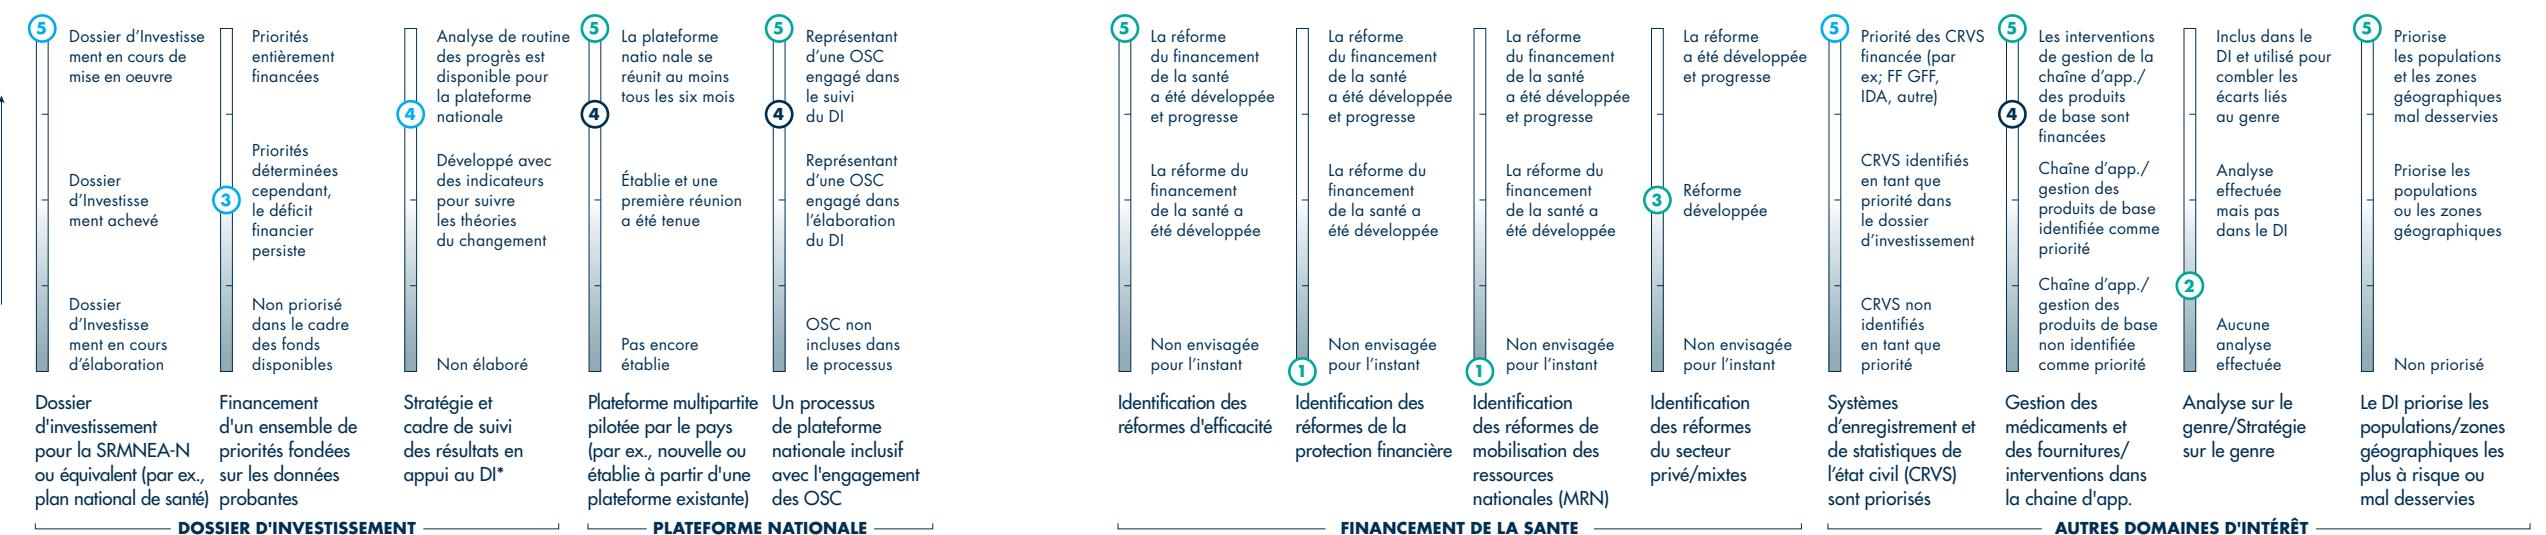 5
Dossier d’Investisse
ment en cours de
mise en oeuvre
Dossier
d’Investisse
ment achevé
Dossier
d’Investisse
ment en cours
d’élaboration
Dossier
d'investissement
pour la SRMNEA-N
ou équivalent (par ex.,
plan national de santé)
Priorités
entièrement
financées
3
Priorités
déterminées
cependant,
le déficit
financier
persiste
Non priorisé
dans le cadre
des fonds
disponibles
Financement
d'un ensemble de
priorités fondées
sur les données
probantes
Analyse de routine
des progrès est
disponible pour
la plateforme
nationale
4
Développé avec
des indicateurs
pour suivre
les théories
du changement
Non élaboré
Stratégie et
cadre de suivi
des résultats en
appui au DI*
DOSSIER D'INVESTISSEMENT
5
La plateforme
natio nale se
réunit au moins
tous les six mois
4
Établie et une
première réunion
a été tenue
Pas encore
établie
Plateforme multipartite
pilotée par le pays
(par ex., nouvelle ou
établie à partir d'une
plateforme existante)
5
Représentant
d’une OSC
engagé dans
le suivi
du DI
4
Représentant
d’une OSC
engagé dans
l’élaboration
du DI
OSC non
incluses dans
le processus
Un processus
de plateforme
nationale inclusif
avec l'engagement
des OSC
PLATEFORME NATIONALE
5
La réforme
du financement
de la santé
a été développée
et progresse
La réforme du
financement
de la santé a
été développée
Non envisagée
pour l’instant
Identification des
réformes d'efficacité
La réforme
du financement
de la santé
a été développée
et progresse
La réforme du
financement
de la santé a
été développée
Non envisagée
pour l’instant
1
Identification des
réformes de la
protection financière
La réforme
du financement
de la santé
a été développée
et progresse
La réforme du
financement
de la santé a
été développée
Non envisagée
pour l’instant
1
Identification
des réformes de
mobilisation des
ressources
nationales (MRN)
La réforme
a été développée
et progresse
3
Réforme
développée
Non envisagée
pour l’instant
Identification
des réformes
du secteur
privé/mixtes
FINANCEMENT DE LA SANTE
5
Priorité des CRVS
financée (par
ex; FF GFF,
IDA, autre)
CRVS identifiés
en tant que
priorité dans
le dossier
d’investissement
CRVS non
identifiés
en tant que
priorité
Systèmes
d’enregistrement et
de statistiques de
l’état civil (CRVS)
sont priorisés
5
Les interventions
de gestion de la
chaîne d’app./
des produits
de base sont
financées
4
Chaîne d’app./
gestion des
produits de base
identifiée comme
priorité
Chaîne d’app./
gestion des
produits de base
non identifiée
comme priorité
Gestion des
médicaments et
des fournitures/
interventions dans
la chaine d'app.
Inclus dans le
DI et utilisé pour
combler les
écarts liés
au genre
Analyse
effectuée
mais pas
dans le DI
2
Aucune
analyse
effectuée
Analyse sur le
genre/Stratégie
sur le genre
5
Priorise
les populations
et les zones
géographiques
mal desservies
Priorise les
populations
ou les zones
géographiques
Non priorisé
Le DI priorise les
populations/zones
géographiques les
plus à risque ou
mal desservies
AUTRES DOMAINES D'INTÉRÊT